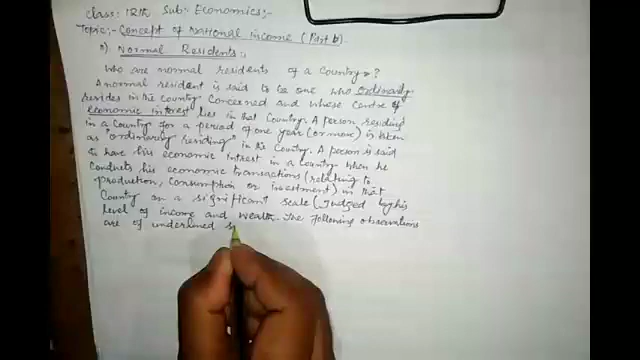 Class: 12th Sub: Economics:-
Topic:- Concept of National Income (Part b)
o) Normal Residents:-
Who are normal residents of a country?
A normal resident is said to be one who ordinarily
resides in the country concerned and whose centre of
economic interest lies in that country. A person residing
in a country for a period of one year (or more) is taken
as "ordinarily residing" in the country. A person is said
to have his economic interest in a country when he
conducts his economic transactions (relating to
production, consumption or investment) in that
country on a significant scale (Judged by his
level of income and wealth. The following observations
are of underlined